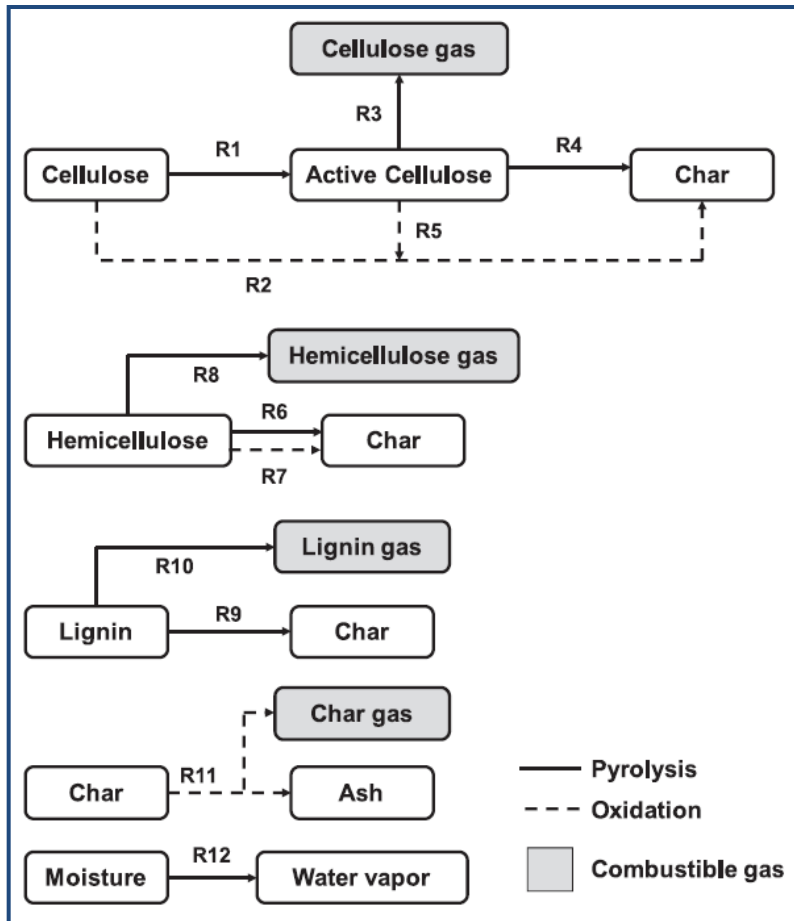 Cellulose gas
R3
R1
R4
Cellulose
Active Cellulose
Char
R5
R2
Hemicellulose gas
R8
R6
Hemicellulose
Char
R7
Lignin gas
R10
R9
Lignin
Char
Char gas
R11
Char
Ash
Pyrolysis
Oxidation
R12
Moisture
Water vapor
Combustible gas